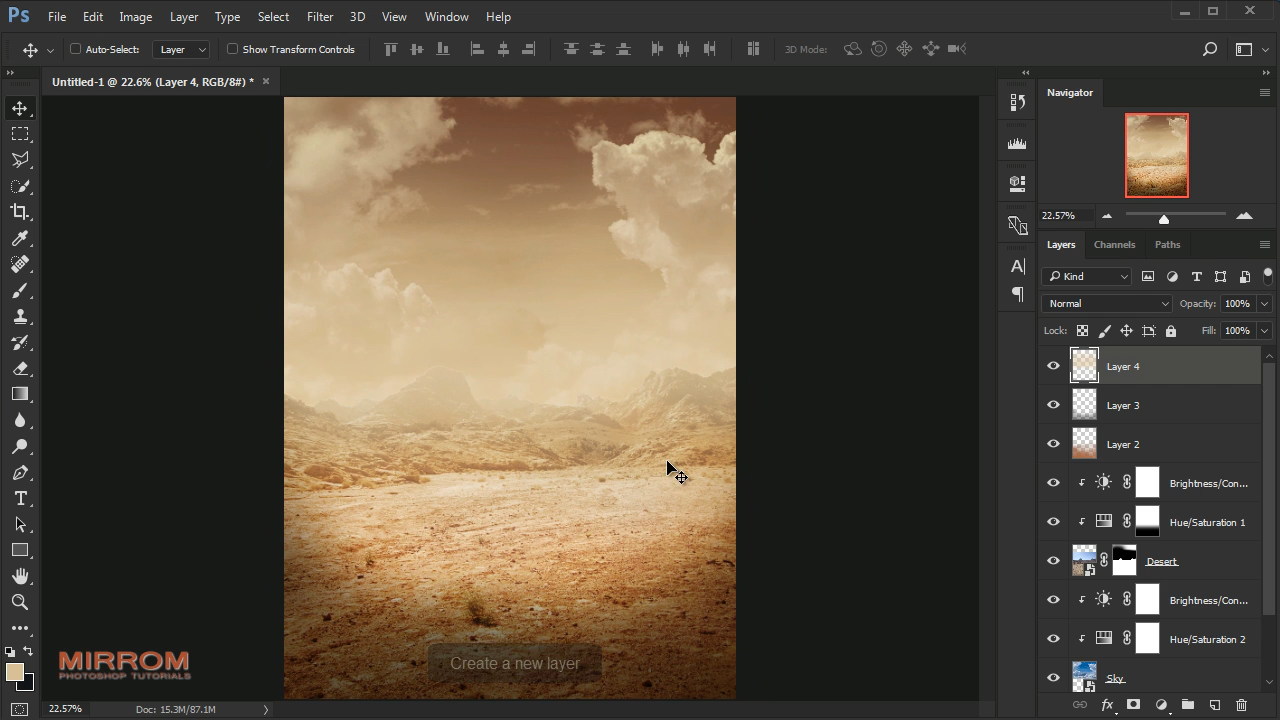 Ps File Edit Image Layer Type Select Filter 3D View Window Help
Auto-Select: Layer Show Transform Controls 3D Mode:
Untitled-1 @ 22.6% (Layer 4, RGB/8#) *
Navigator
22.57%
Layers Channels Paths
Kind
Normal Opacity: 100%
Lock: Fill: 100%
Layer 4
Layer 3
Layer 2
Brightness/Con...
Hue/Saturation 1
Desert
Brightness/Con...
Hue/Saturation 2
Sky
Create a new layer
MIRROM
PHOTOSHOP TUTORIALS
22.57% Doc: 15.3M/87.1M